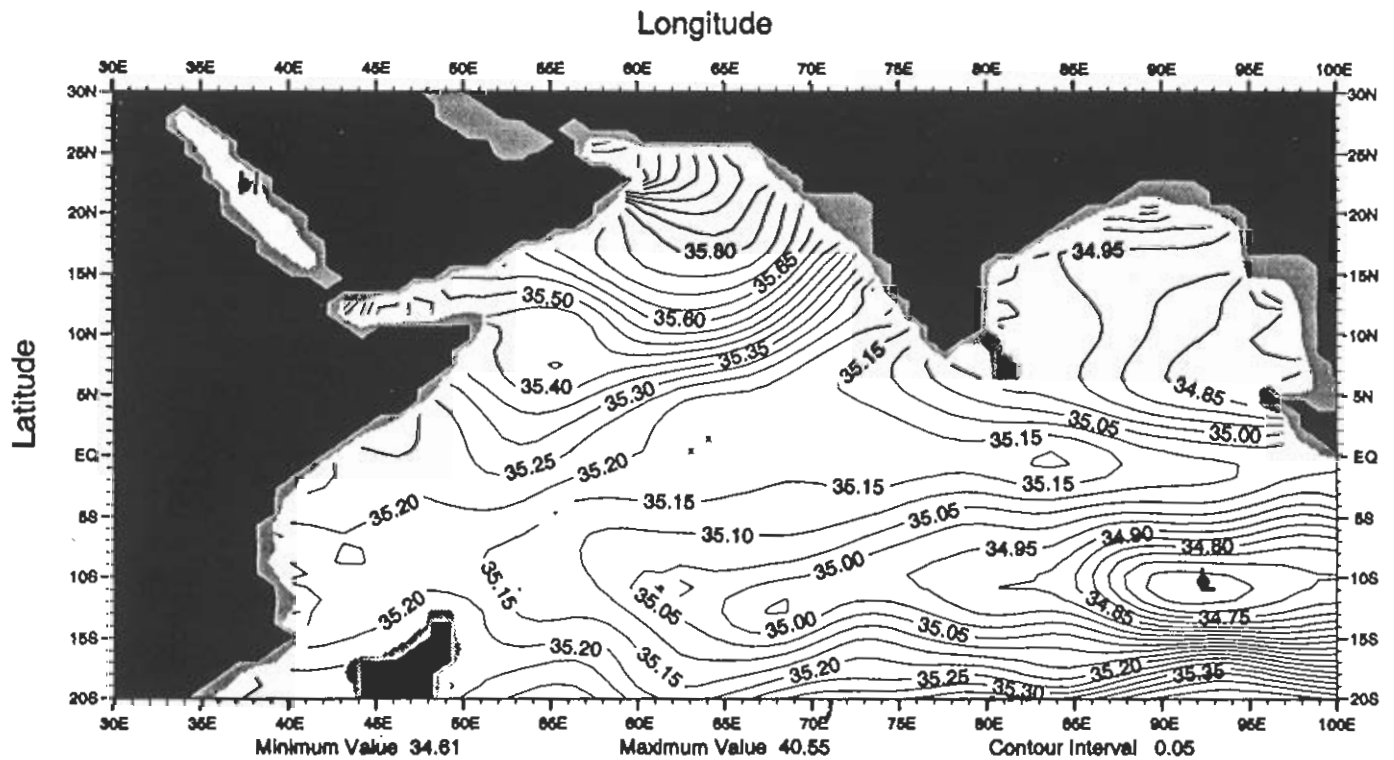 Longitude
30E 35E 40E 45E 50E 55E 60E 65E 70E 75E 80E 85E 90E 95E 100E
30N 30N
25N 25N
20N 20N
35.80 34.95
35.65
15N 15N
35.50
35.60
10N 10N
35.35 35.15
35.40
35.30 34.85
5N 5N
35.05
35.15 35.00
EQ EQ
35.25 35.20
35.15 35.15
35.15
35.20 35.05
5S 5S
35.10 34.90
34.95 34.80
35.00
10S 10S
35.15
35.20 35.05 34.85
35.00 35.05 34.75
15S 15S
35.20 35.15
35.20 35.25 35.20 35.35
35.30
20S 20S
Latitude
30E 35E 40E 45E 50E 55E 60E 65E 70E 75E 80E 85E 90E 95E 100E
Minimum Value 34.61 Maximum Value 40.55 Contour Interval 0.05